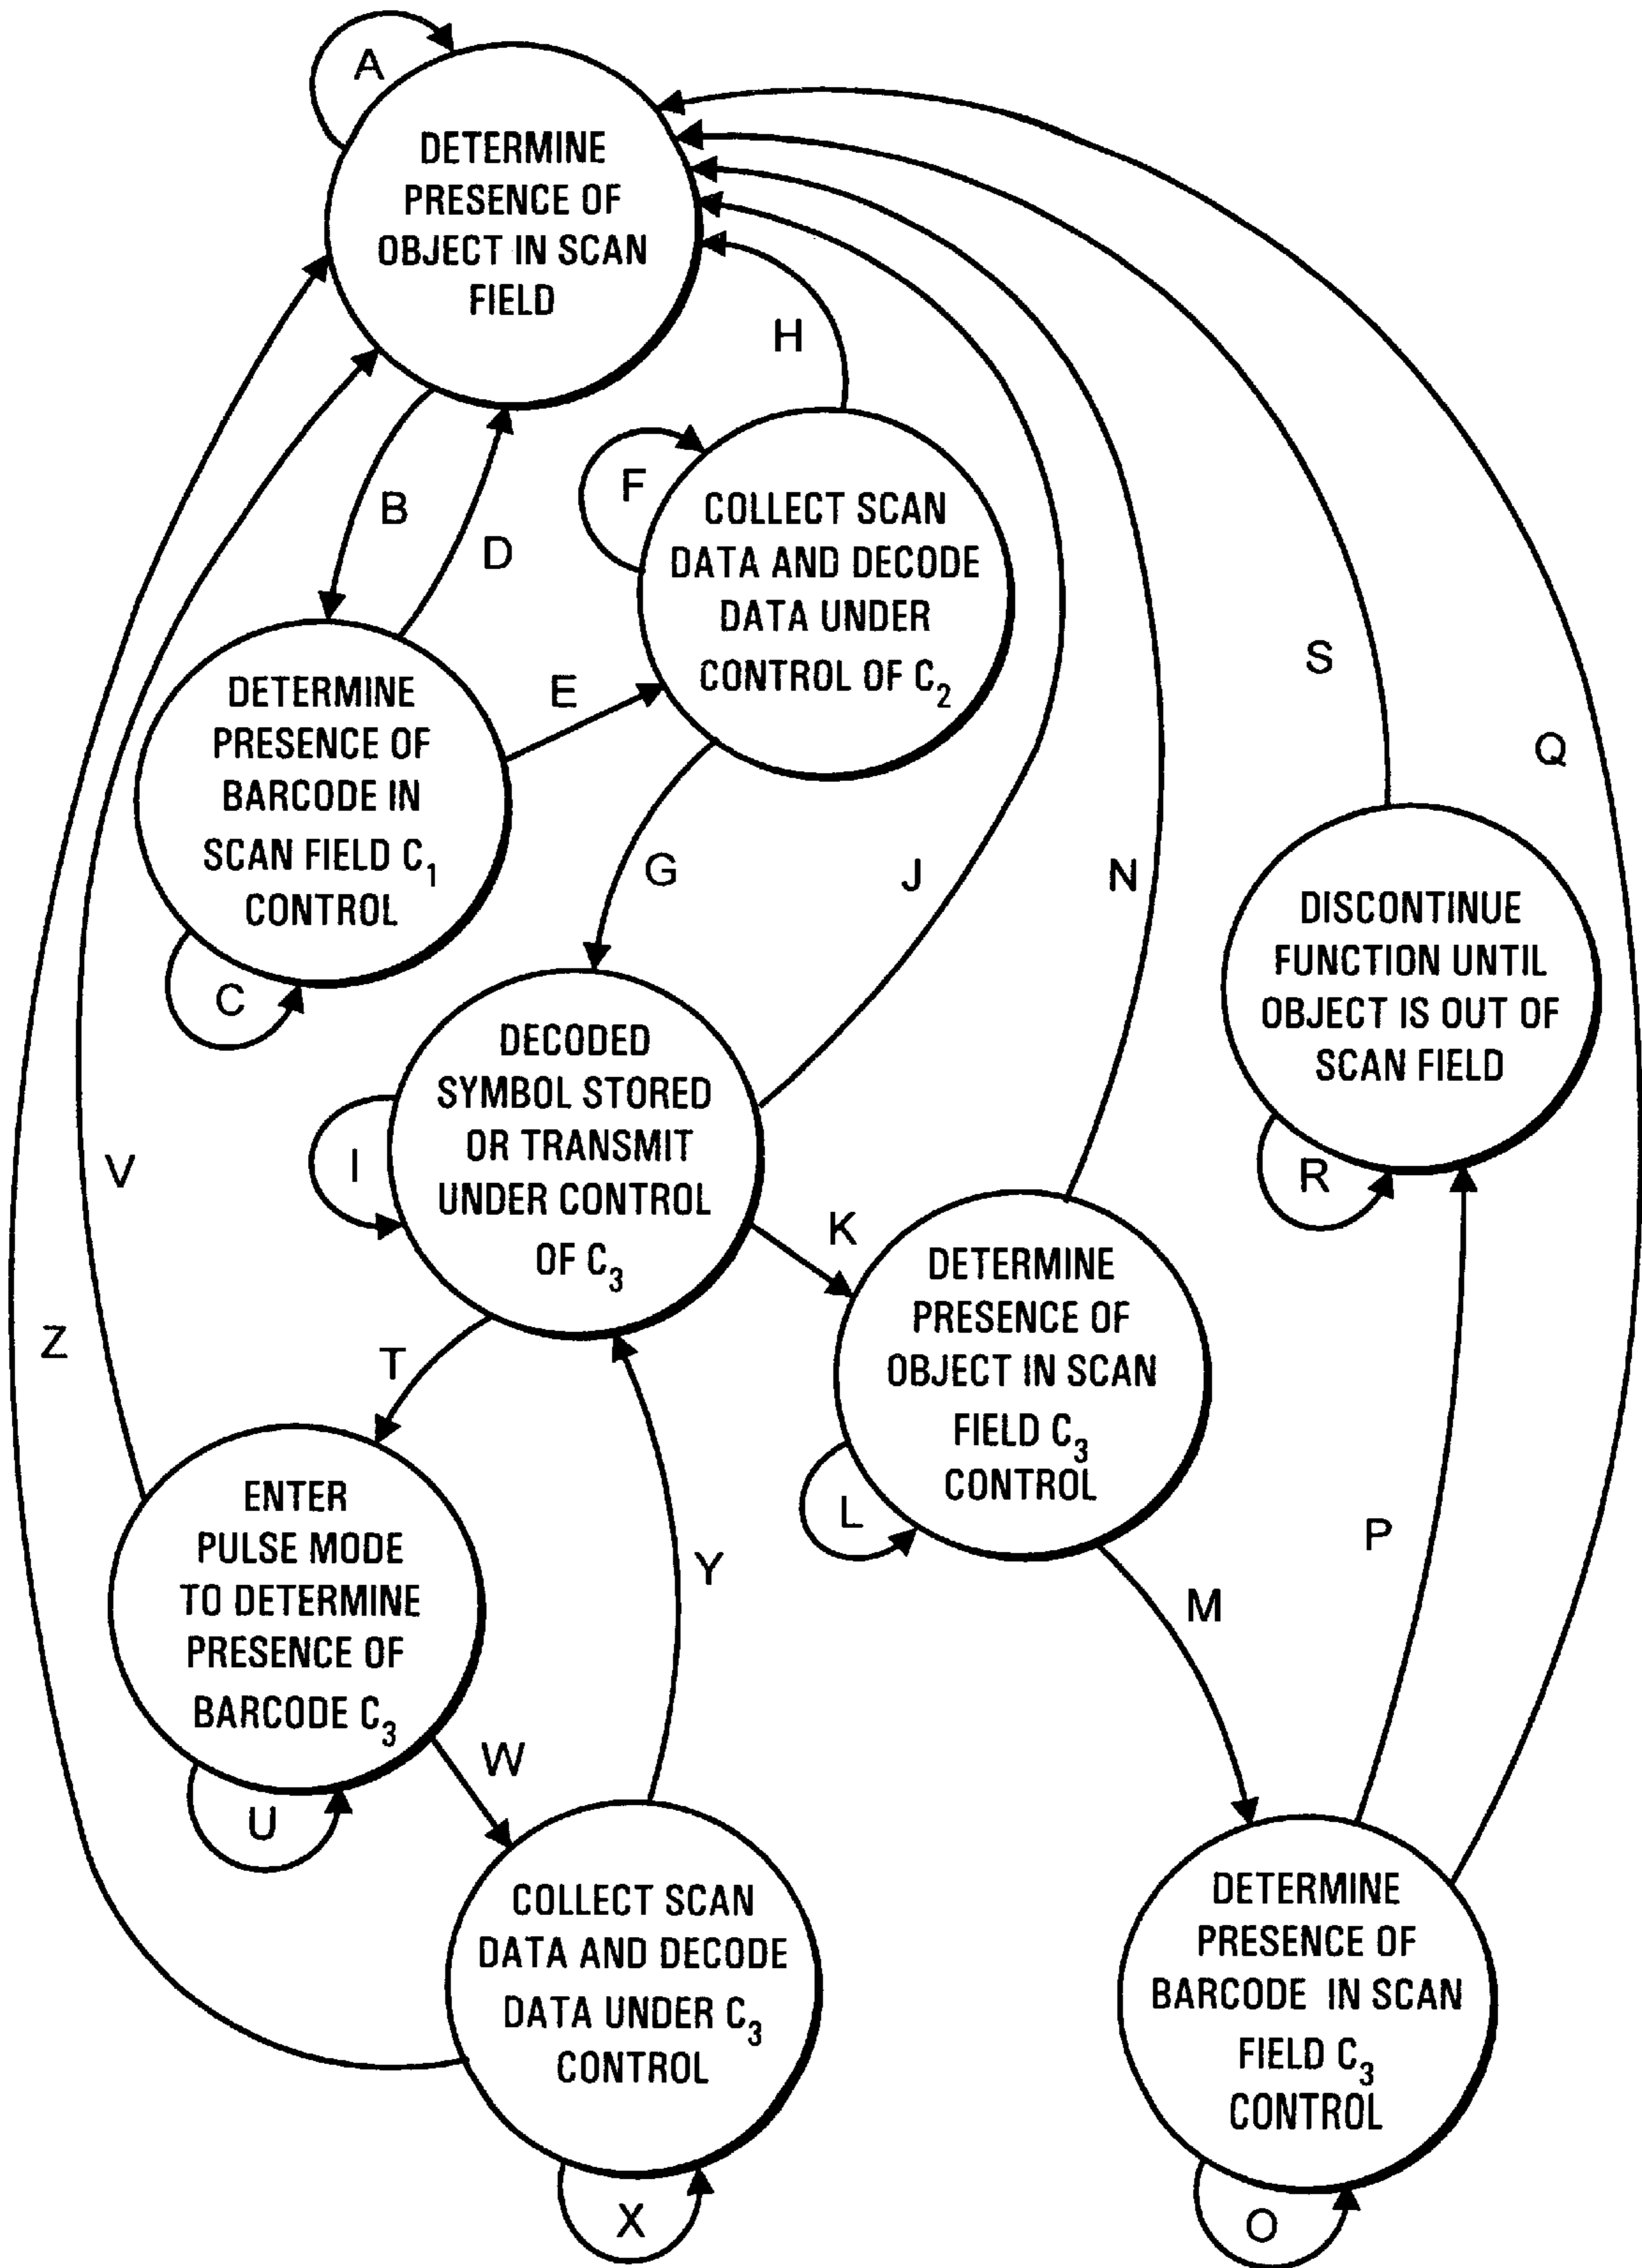 A
DETERMINE
PRESENCE OF
OBJECT IN SCAN
FIELD
H
B
D
F
COLLECT SCAN
DATA AND DECODE
DATA UNDER
CONTROL OF C₂
E
DETERMINE
PRESENCE OF
BARCODE IN
SCAN FIELD C₁
CONTROL
C
G
J
N
S
Q
DISCONTINUE
FUNCTION UNTIL
OBJECT IS OUT OF
SCAN FIELD
R
DECODED
SYMBOL STORED
OR TRANSMIT
UNDER CONTROL
OF C₃
I
V
Z
K
T
DETERMINE
PRESENCE OF
OBJECT IN SCAN
FIELD C₃
CONTROL
L
M
P
ENTER
PULSE MODE
TO DETERMINE
PRESENCE OF
BARCODE C₃
U
W
Y
COLLECT SCAN
DATA AND DECODE
DATA UNDER C₃
CONTROL
X
DETERMINE
PRESENCE OF
BARCODE IN SCAN
FIELD C₃
CONTROL
O